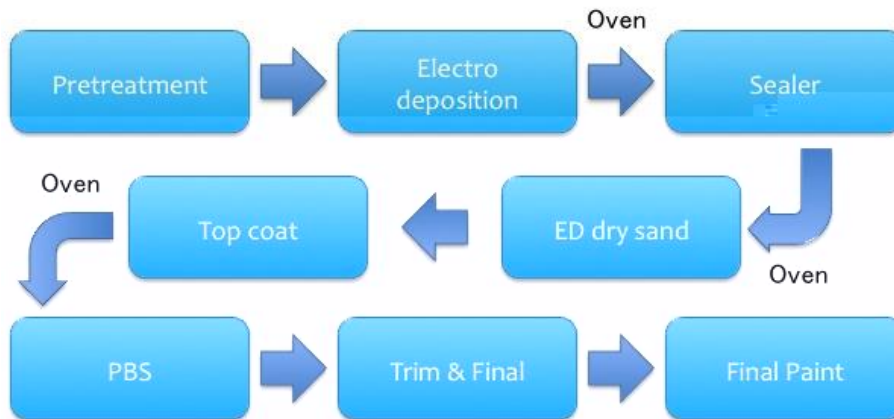 Oven
Pretreatment
Electro
deposition
Sealer
Oven
Top coat
ED dry sand
Oven
PBS
Trim & Final
Final Paint